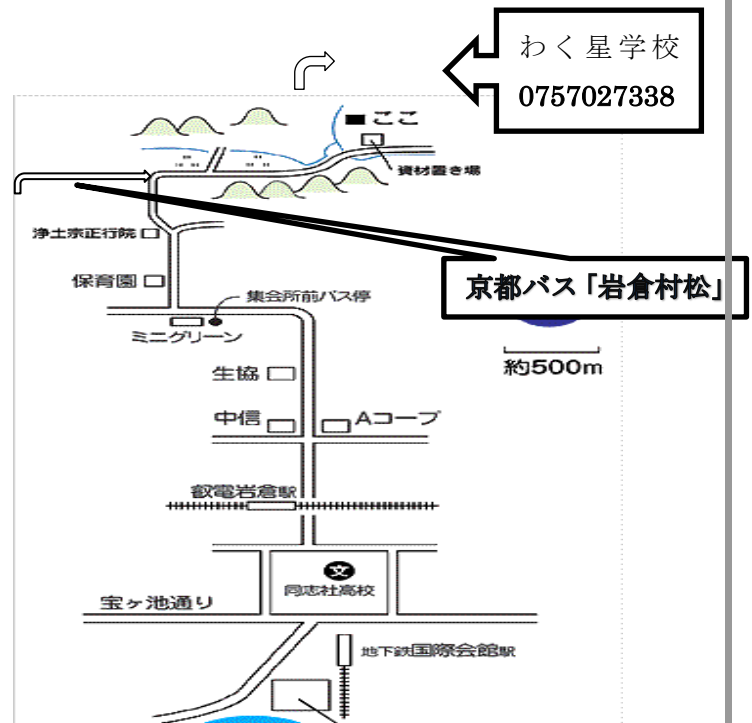 わく星学校
0757027338
ここ
資材置き場
浄土宗正行院
保育園
集会所前バス停
京都バス「岩倉村松」
ミニグリーン
約500m
生協
中信
Aコープ
叡電岩倉駅
文
同志社高校
宝ヶ池通り
地下鉄国際会館駅